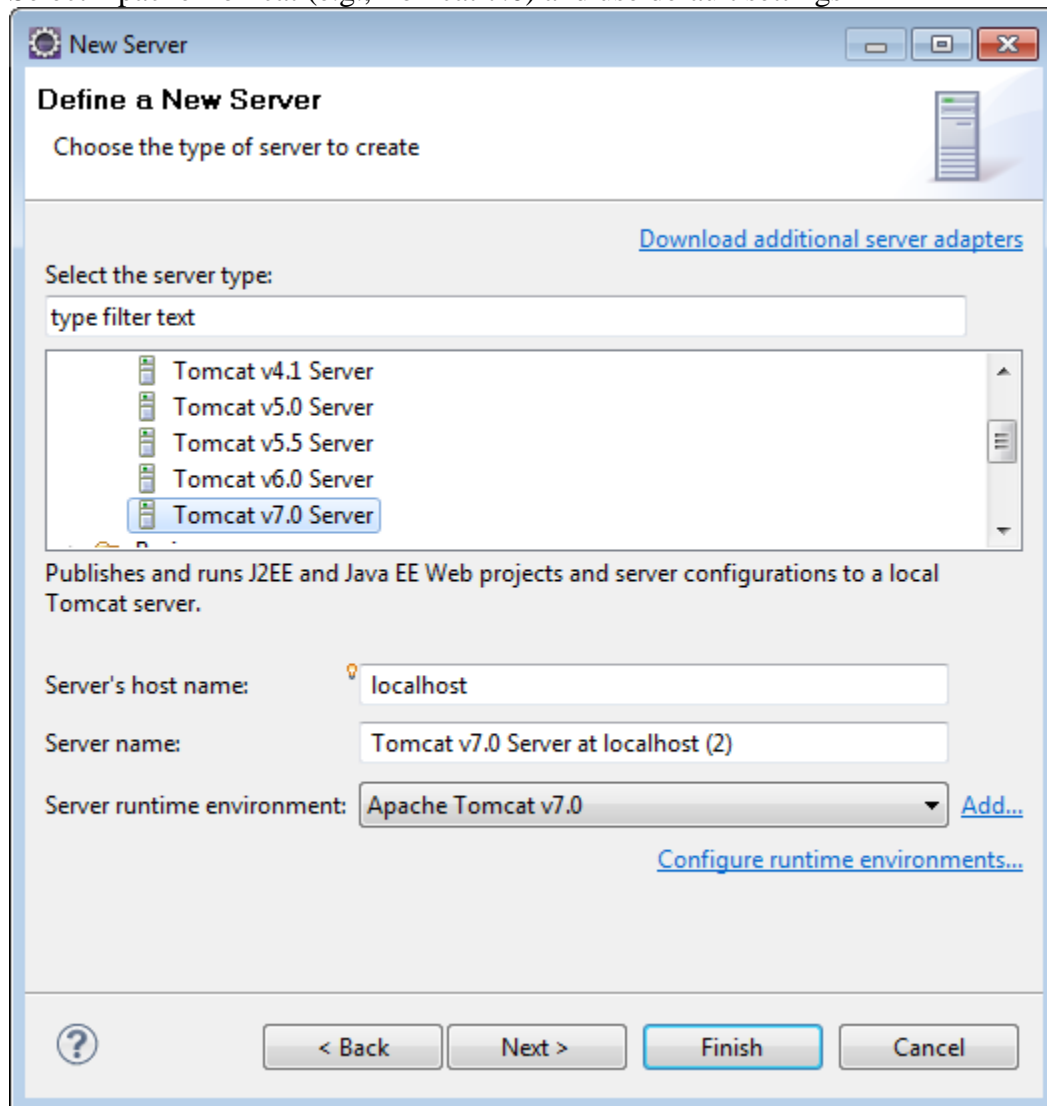 New Server
Define a New Server
Choose the type of server to create
Download additional server adapters
Select the server type:
type filter text
Tomcat v4.1 Server
Tomcat v5.0 Server
Tomcat v5.5 Server
Tomcat v6.0 Server
Tomcat v7.0 Server
Publishes and runs J2EE and Java EE Web projects and server configurations to a local
Tomcat server.
Server's host name: localhost
Server name: Tomcat v7.0 Server at localhost (2)
Server runtime environment: Apache Tomcat v7.0 Add...
Configure runtime environments...
< Back Next > Finish Cancel